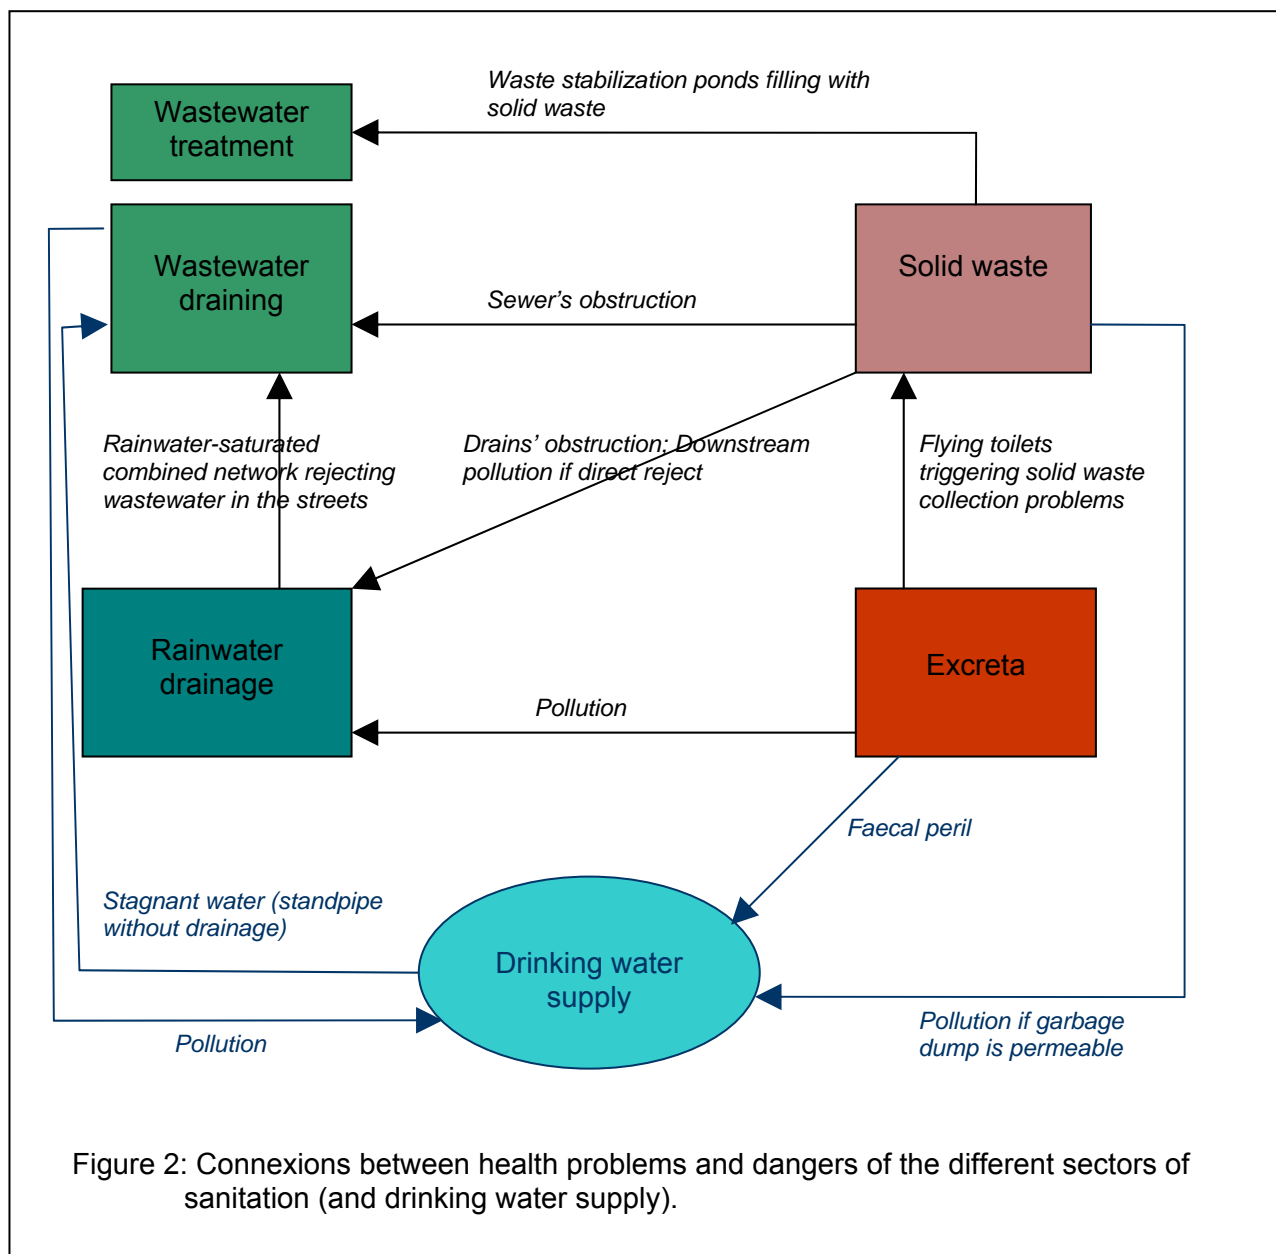 Waste stabilization ponds filling with
solid waste
Wastewater
treatment
Wastewater
draining
Solid waste
Sewer's obstruction
Rainwater-saturated
combined network rejecting
wastewater in the streets
Drains' obstruction; Downstream
pollution if direct reject
Flying toilets
triggering solid waste
collection problems
Rainwater
drainage
Excreta
Pollution
Faecal peril
Stagnant water (standpipe
without drainage)
Drinking water
supply
Pollution
Pollution if garbage
dump is permeable
Figure 2: Connexions between health problems and dangers of the different sectors of
sanitation (and drinking water supply).